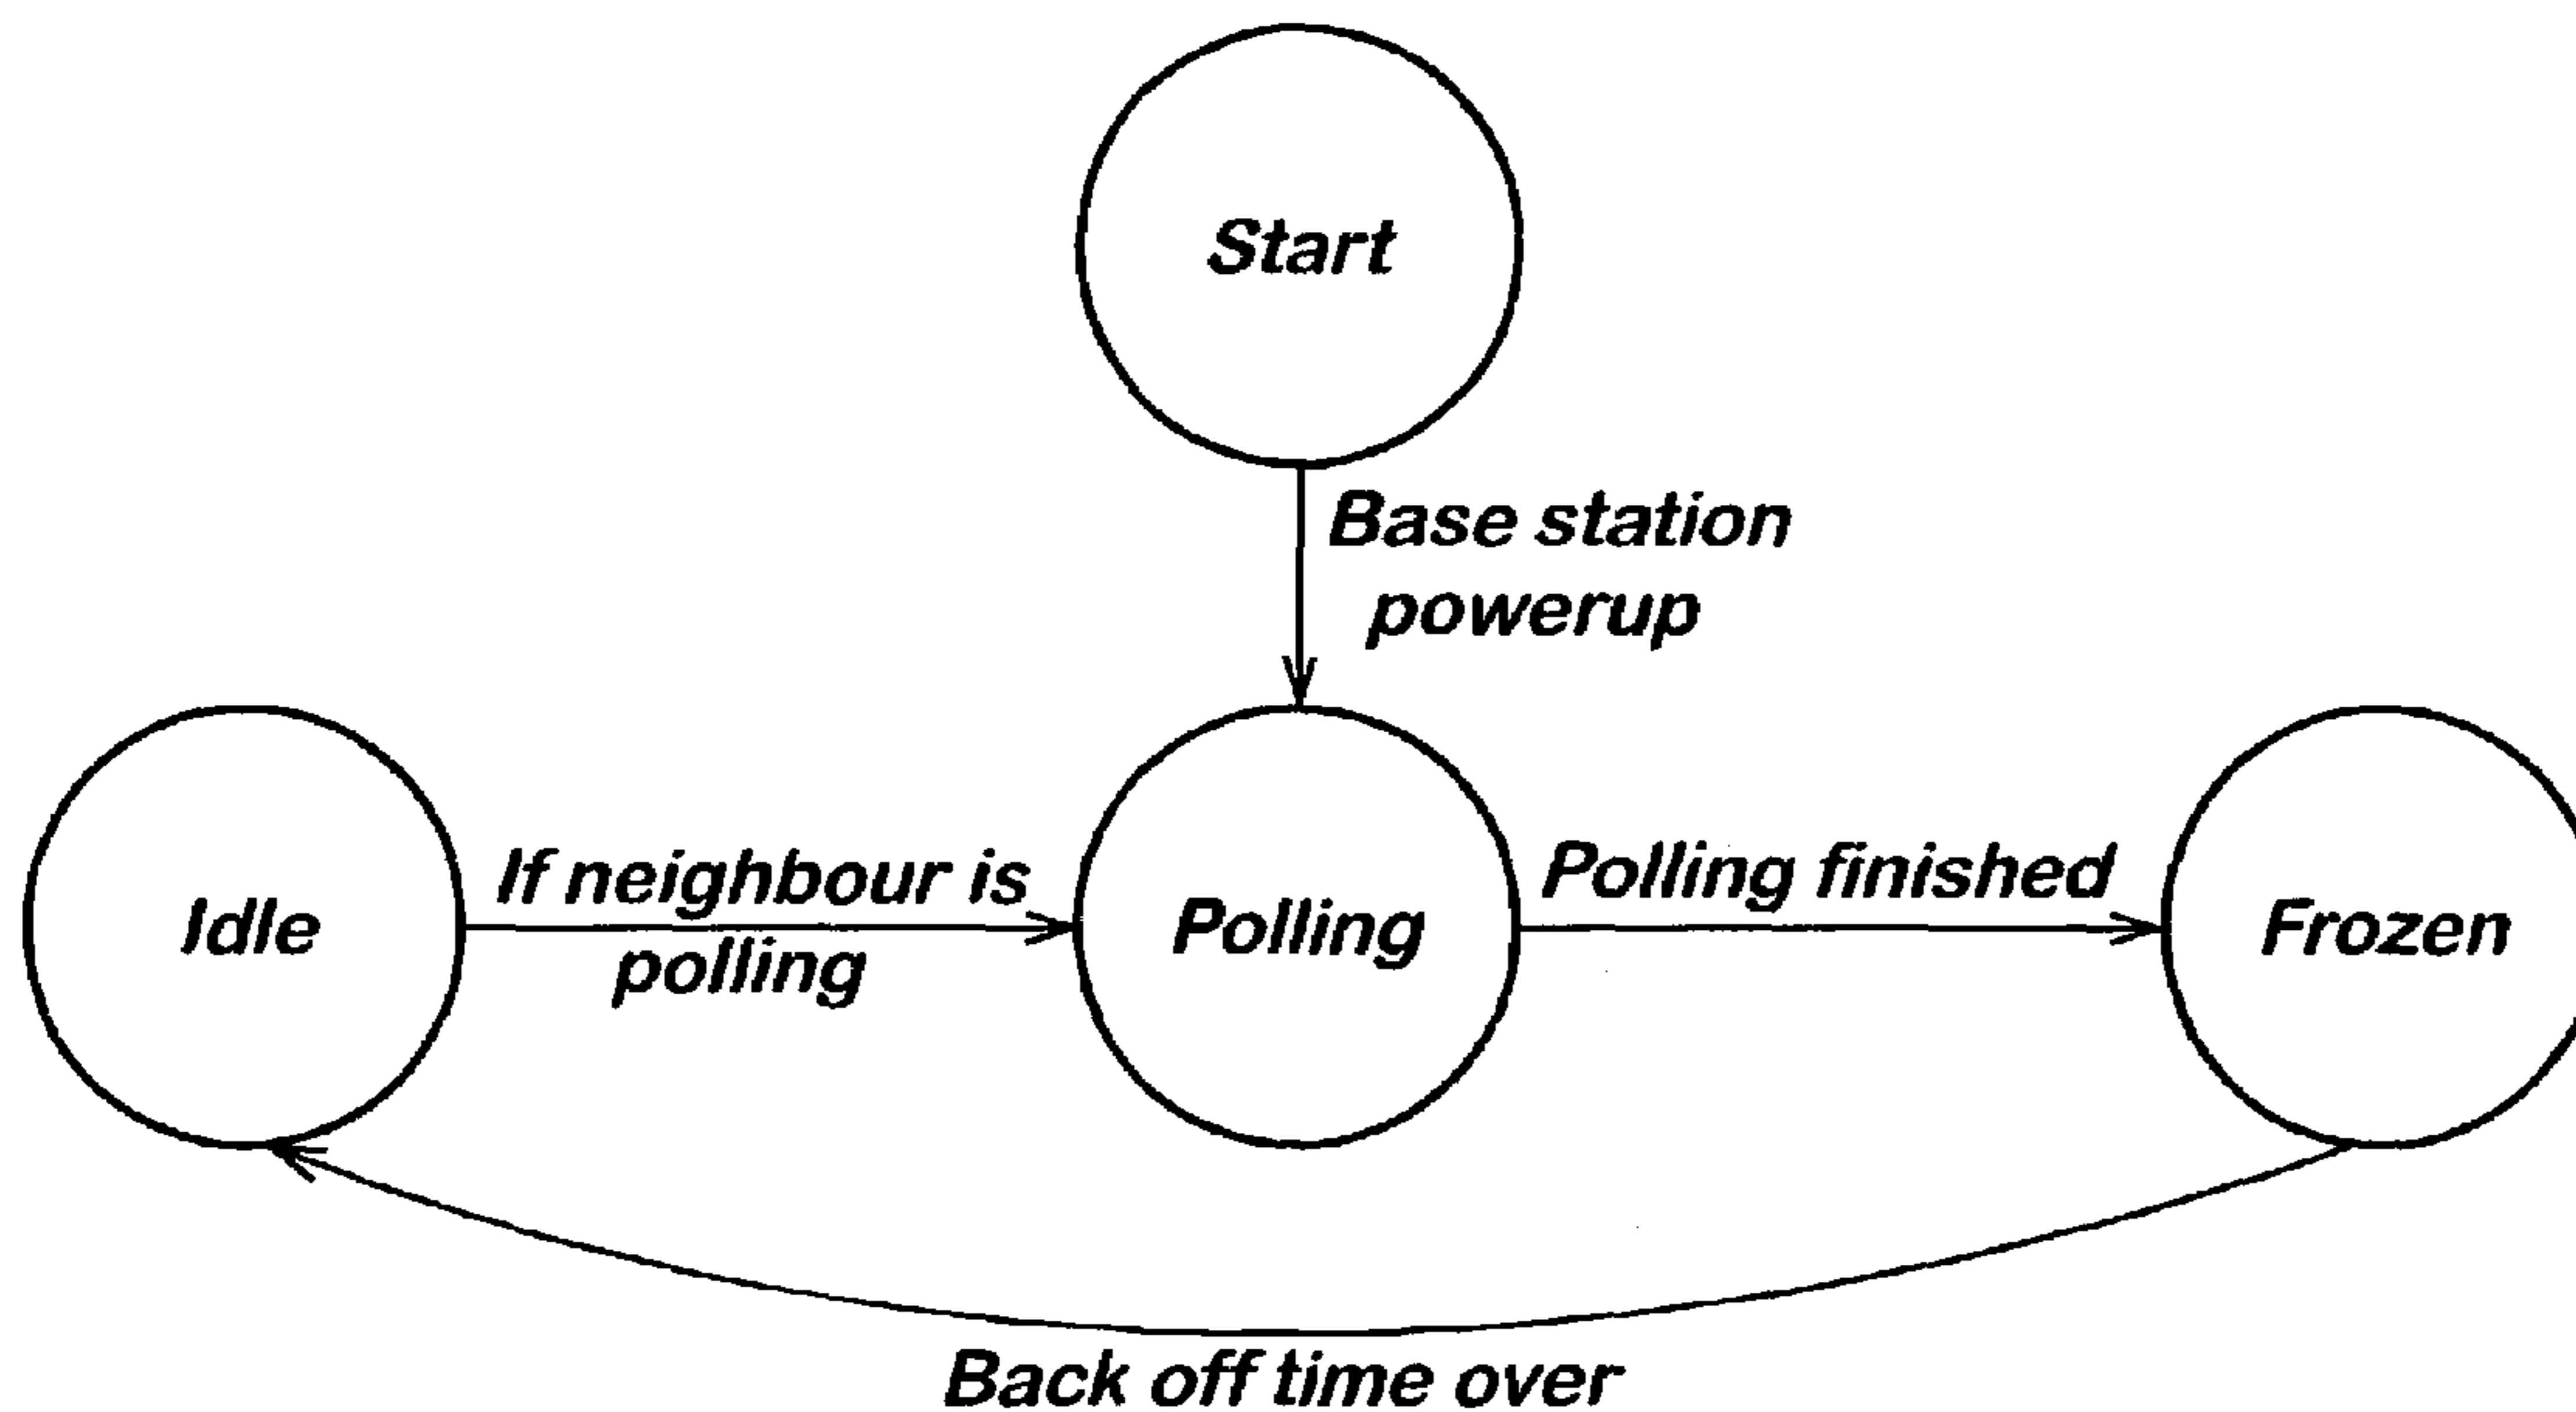 Start
Base station
powerup
If neighbour is
polling
Idle
Polling
Polling finished
Frozen
Back off time over